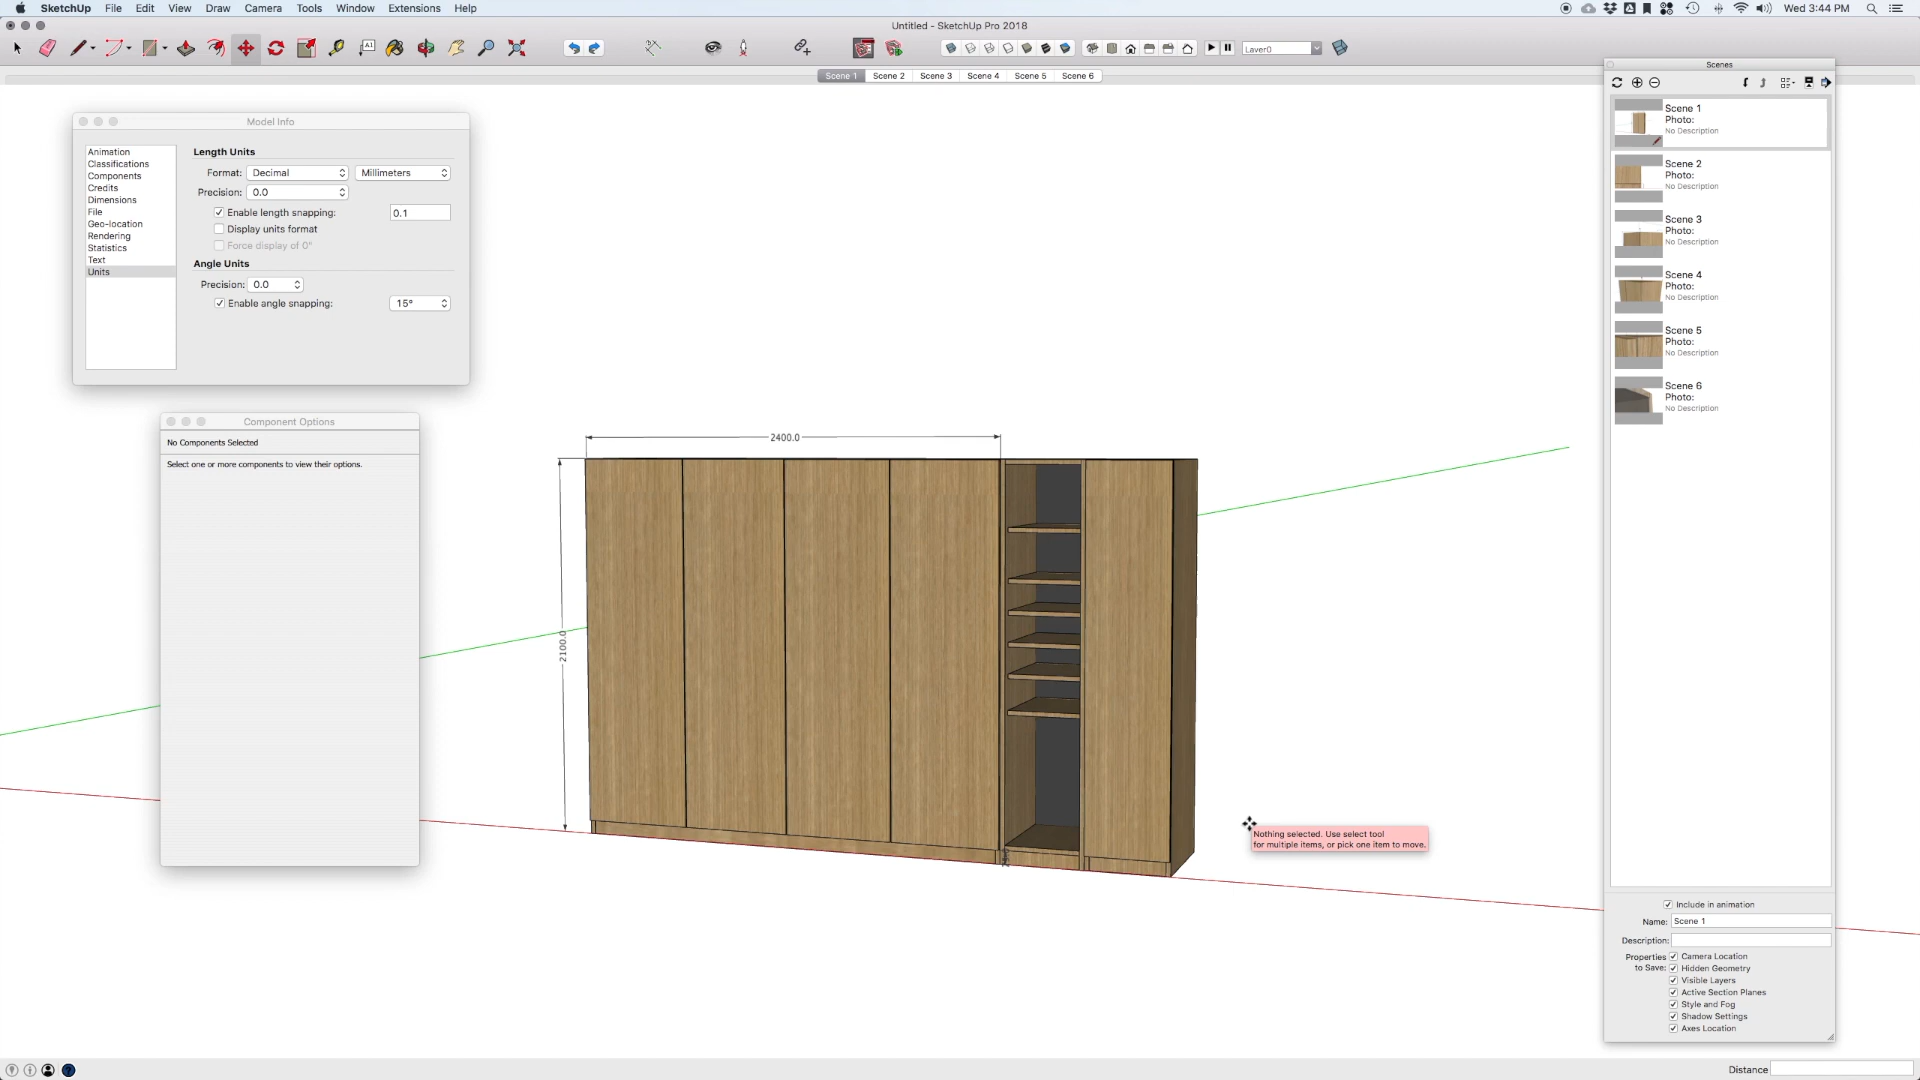 SketchUp File Edit View Draw Camera Tools Window Extensions Help
Wed 3:44 PM
Untitled - SketchUp Pro 2018
Layer0
Scene 1 Scene 2 Scene 3 Scene 4 Scene 5 Scene 6
Model Info
Animation
Classifications
Components
Credits
Dimensions
File
Geo-location
Rendering
Statistics
Text
Units
Length Units
Format: Decimal Millimeters
Precision: 0.0
Enable length snapping: 0.1
Display units format
Force display of 0"
Angle Units
Precision: 0.0
Enable angle snapping: 15°
Component Options
No Components Selected
Select one or more components to view their options.
2400.0
2100.0
Nothing selected. Use select tool
for multiple items, or pick one item to move.
Scenes
Scene 1
Photo:
No Description
Scene 2
Photo:
No Description
Scene 3
Photo:
No Description
Scene 4
Photo:
No Description
Scene 5
Photo:
No Description
Scene 6
Photo:
No Description
Include in animation
Name: Scene 1
Description:
Properties to Save:
Camera Location
Hidden Geometry
Visible Layers
Active Section Planes
Style and Fog
Shadow Settings
Axes Location
Distance